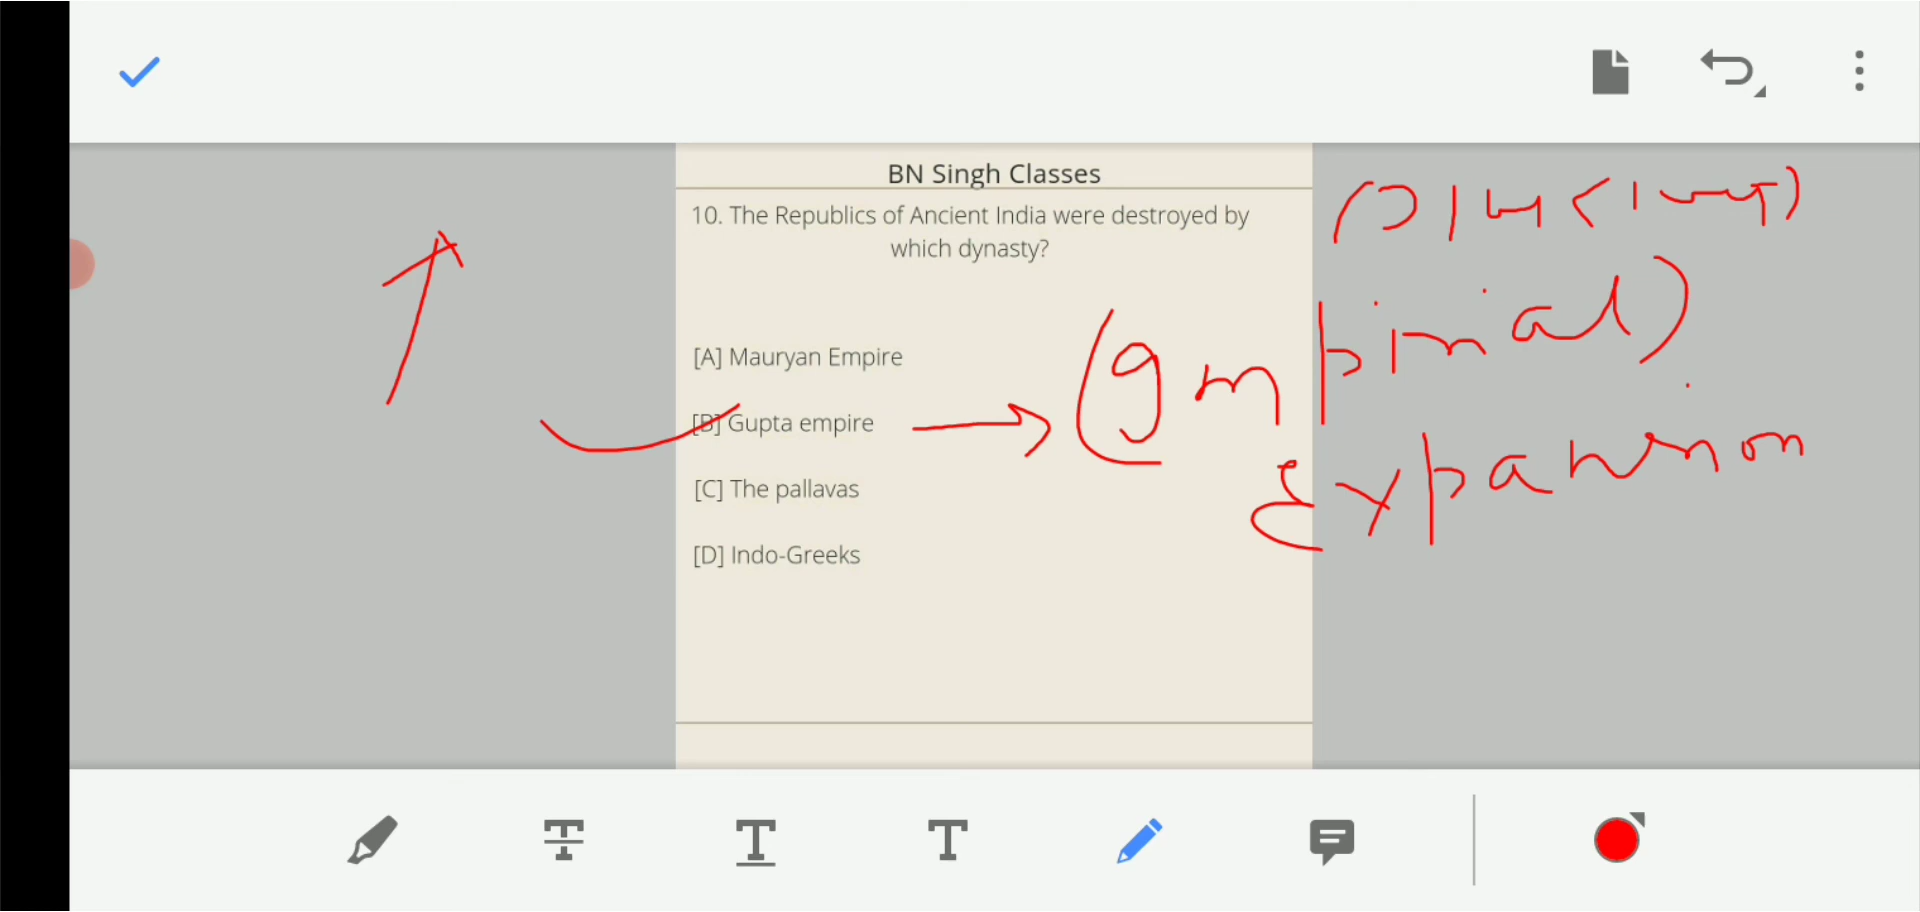 BN Singh Classes
10. The Republics of Ancient India were destroyed by
which dynasty?
[A] Mauryan Empire
[B] Gupta empire
[C] The pallavas
[D] Indo-Greeks
(Imperial)
Expansion